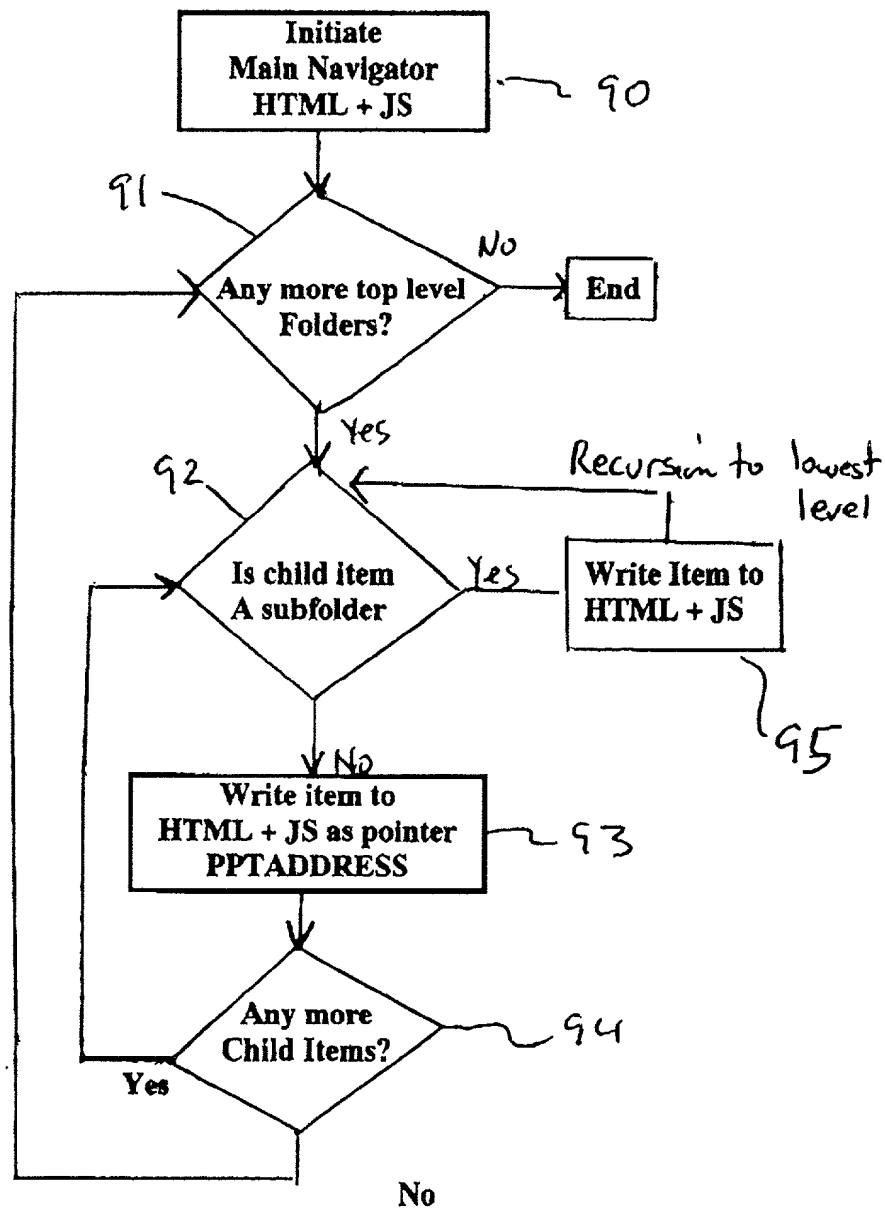 Initiate
Main Navigator
HTML + JS
90
91
No
Any more top level
Folders?
End
Yes
92
Recursion to lowest
level
Is child item
A subfolder
Yes
Write Item to
HTML + JS
95
No
Write item to
HTML + JS as pointer
PPTADDRESS
93
Any more
Child Items?
94
Yes
No